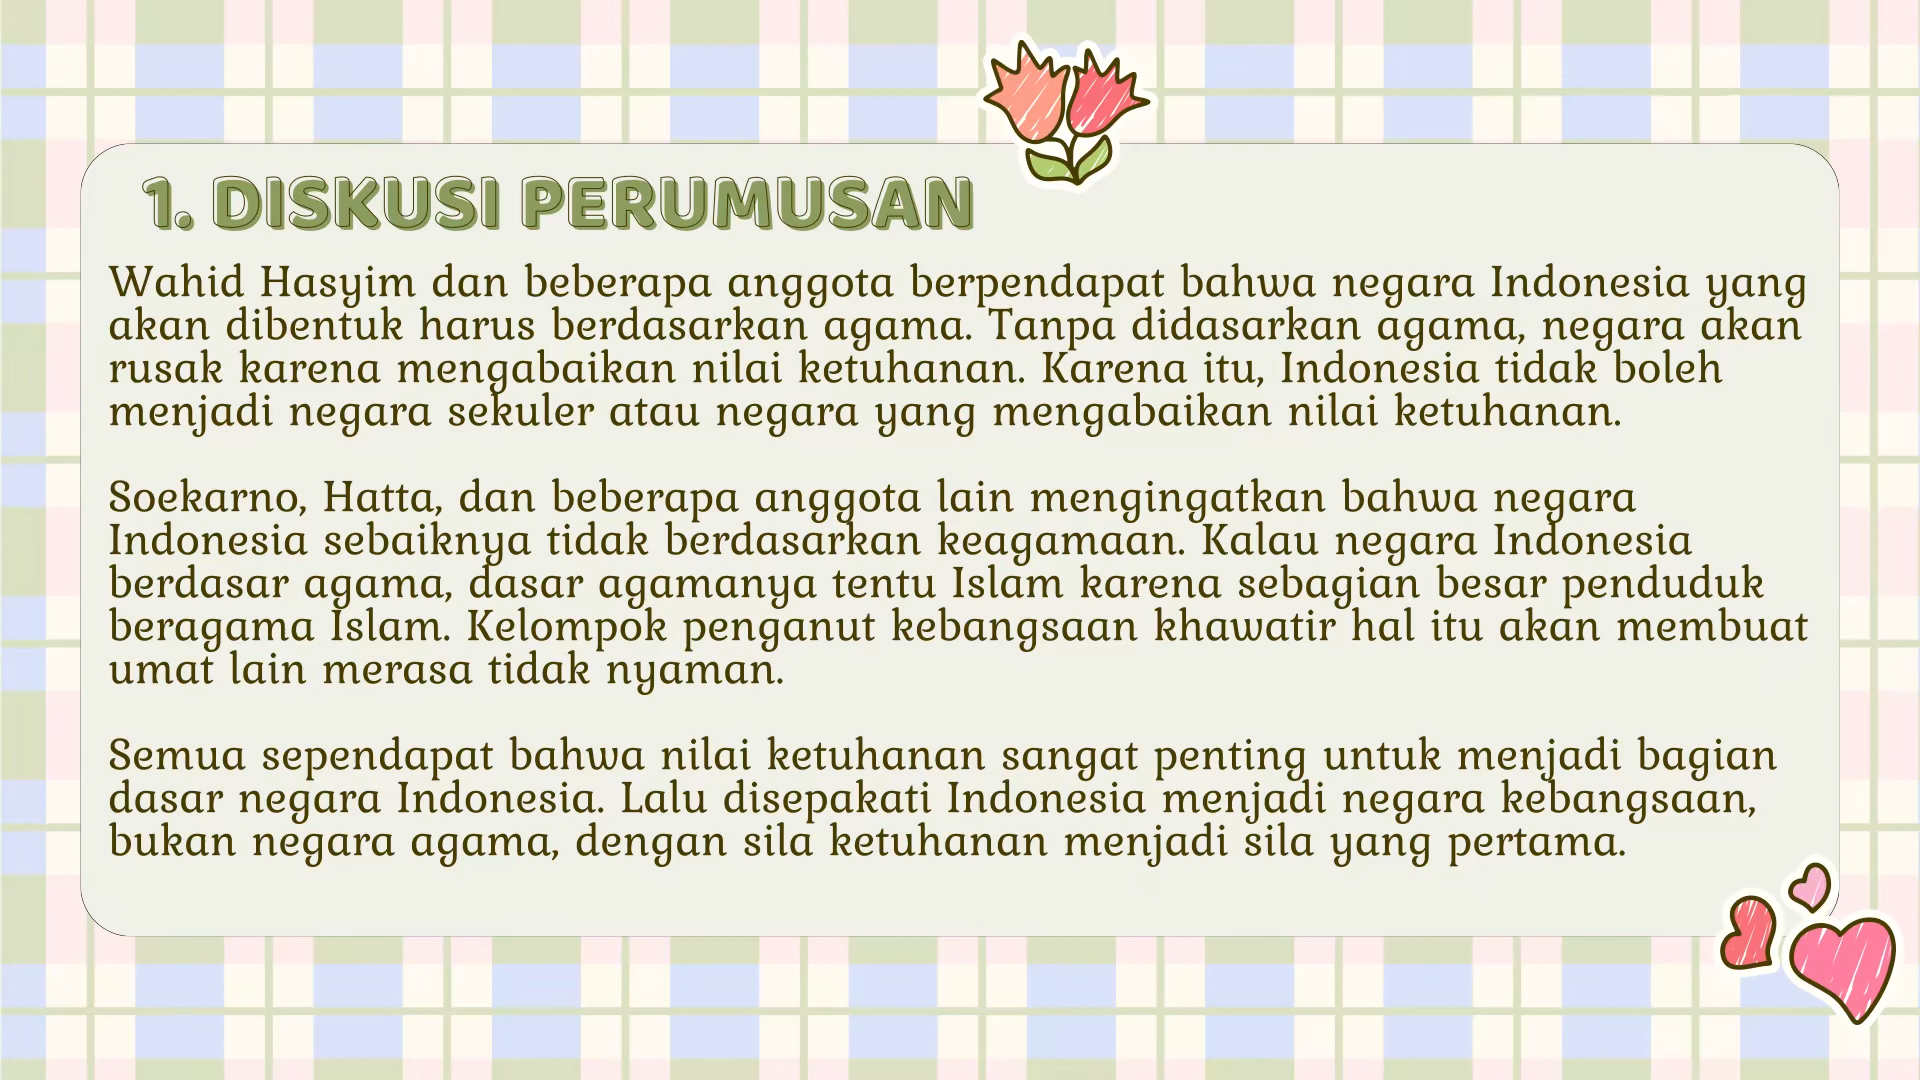 1. DISKUSI PERUMUSAN
Wahid Hasyim dan beberapa anggota berpendapat bahwa negara Indonesia yang
akan dibentuk harus berdasarkan agama. Tanpa didasarkan agama, negara akan
rusak karena mengabaikan nilai ketuhanan. Karena itu, Indonesia tidak boleh
menjadi negara sekuler atau negara yang mengabaikan nilai ketuhanan.
Soekarno, Hatta, dan beberapa anggota lain mengingatkan bahwa negara
Indonesia sebaiknya tidak berdasarkan keagamaan. Kalau negara Indonesia
berdasar agama, dasar agamanya tentu Islam karena sebagian besar penduduk
beragama Islam. Kelompok penganut kebangsaan khawatir hal itu akan membuat
umat lain merasa tidak nyaman.
Semua sependapat bahwa nilai ketuhanan sangat penting untuk menjadi bagian
dasar negara Indonesia. Lalu disepakati Indonesia menjadi negara kebangsaan,
bukan negara agama, dengan sila ketuhanan menjadi sila yang pertama.